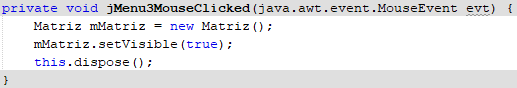 private void jMenu3MouseClicked(java.awt.event.MouseEvent evt) {
    Matriz mMatriz = new Matriz();
    mMatriz.setVisible(true);
    this.dispose();
}